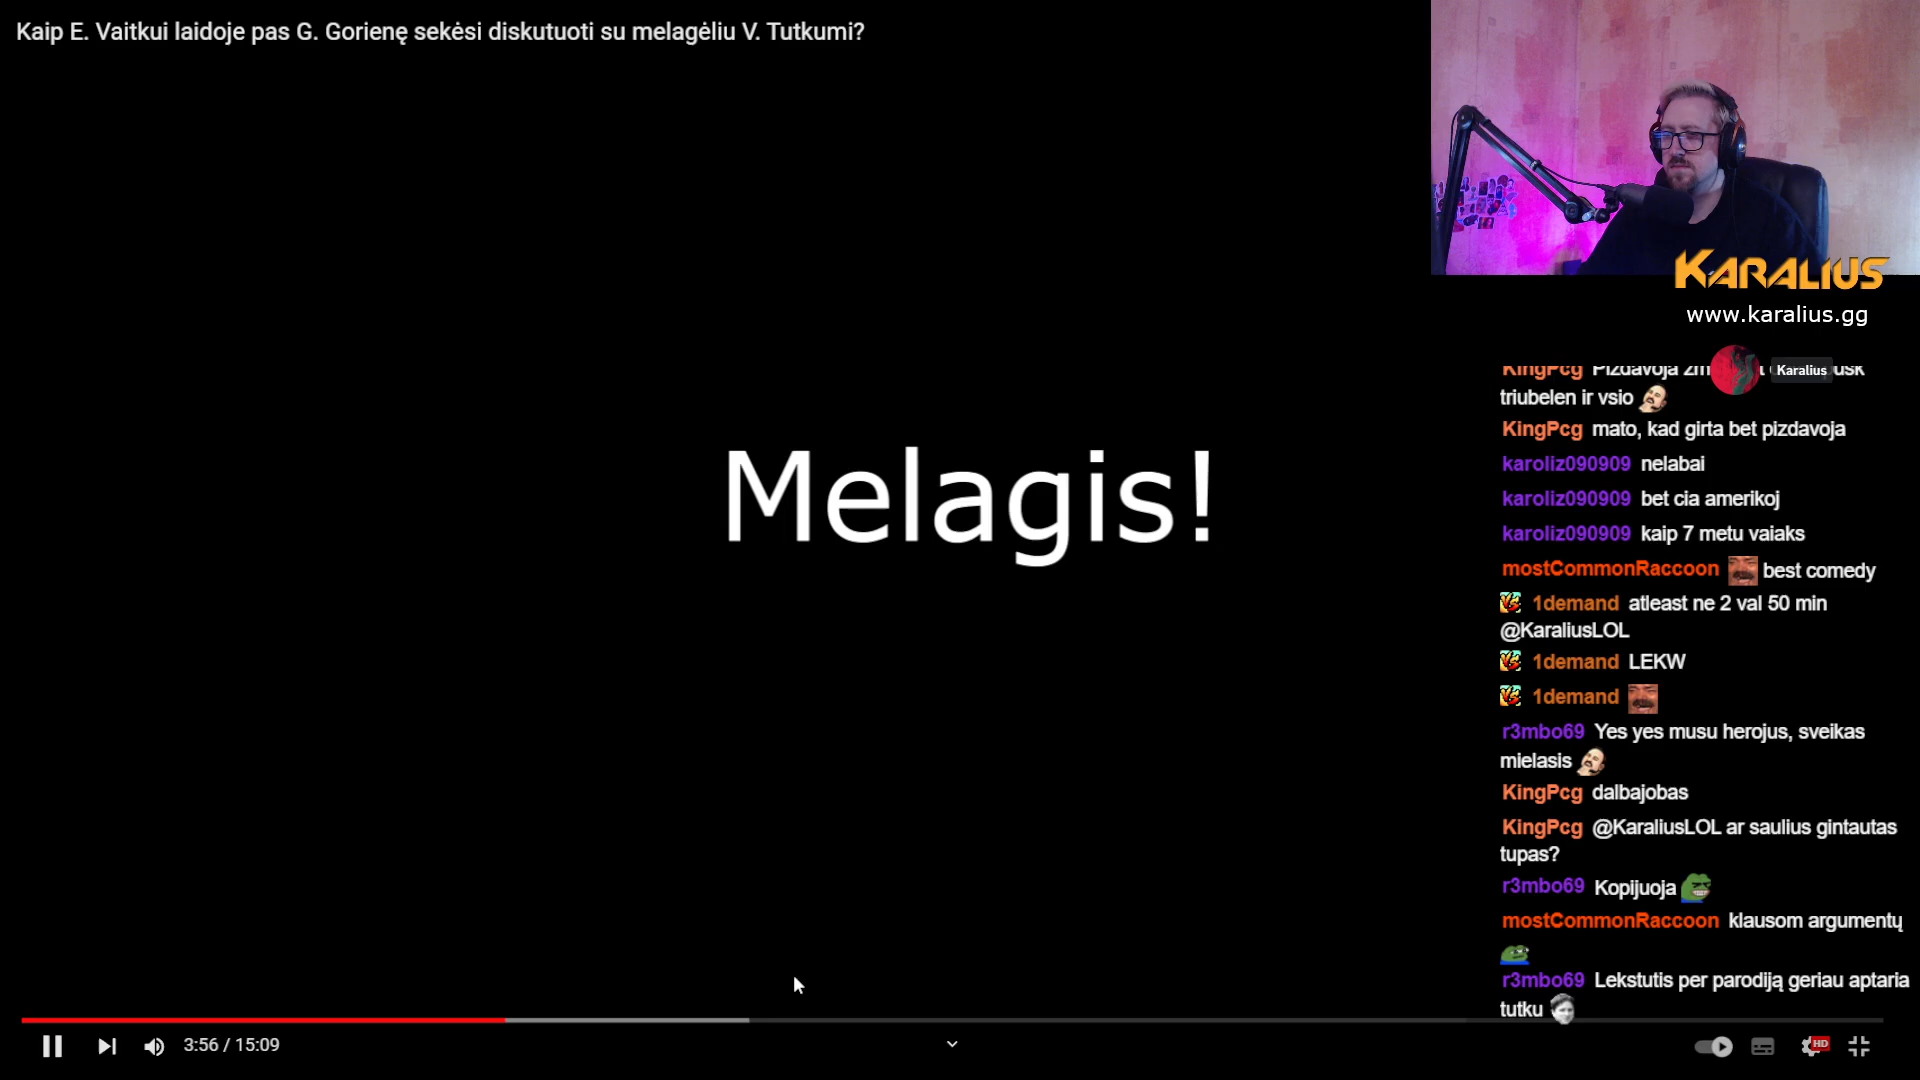 Kaip E. Vaitkui laidoje pas G. Gorienę sekėsi diskutuoti su melagėliu V. Tutkumi?
Melagis!
KARALIUS
www.karalius.gg
Karalius
KingPcg Pizdavoja
triubelen ir vsio
KingPcg mato, kad girta bet pizdavoja
karoliz090909 nelabai
karoliz090909 bet cia amerikoj
karoliz090909 kaip 7 metu vaiaks
mostCommonRaccoon best comedy
1demand atleast ne 2 val 50 min
@KaraliusLOL
1demand LEKW
1demand
r3mbo69 Yes yes musu herojus, sveikas
mielasis
KingPcg dalbajobas
KingPcg @KaraliusLOL ar saulius gintautas
tupas?
r3mbo69 Kopijuoja
mostCommonRaccoon klausom argumentų
r3mbo69 Lekstutis per parodiją geriau aptaria
tutku
3:56 / 15:09
HD